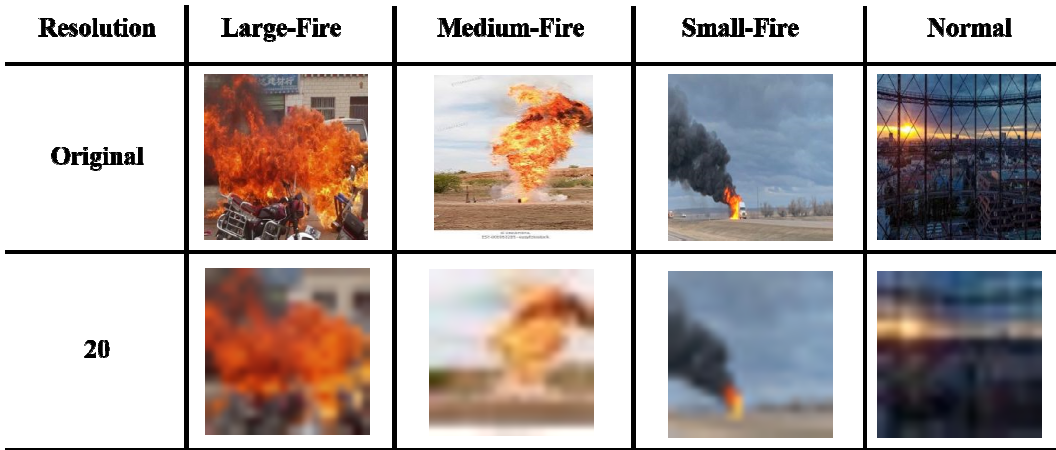 Resolution
Large-Fire
Medium-Fire
Small-Fire
Normal
Original
20